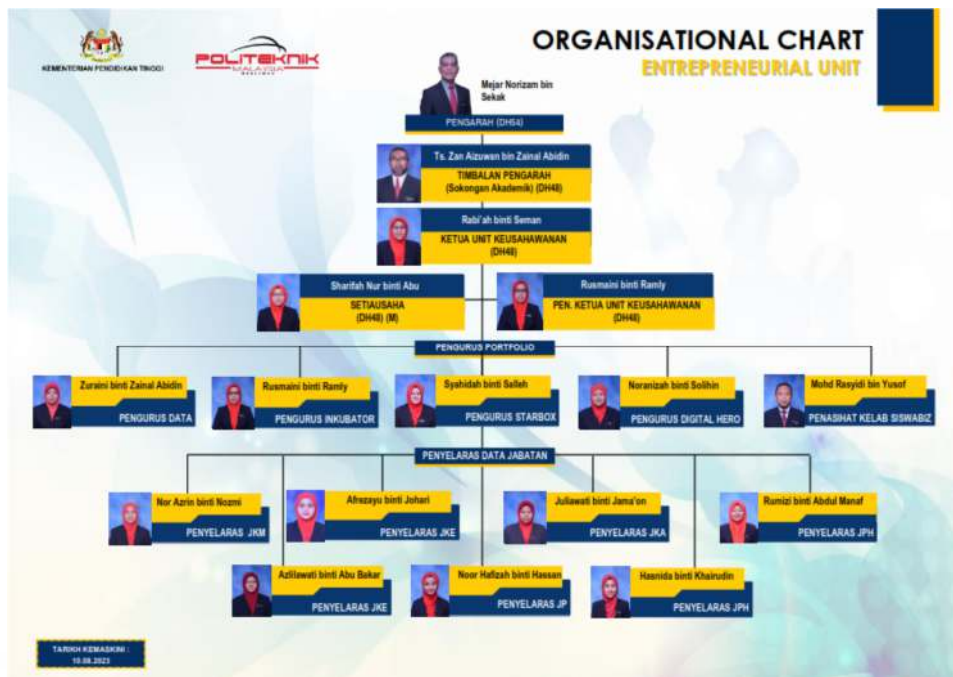 KEMENTERIAN PENDIDIKAN TINGGI
POLITEKNIK
MALAYSIA
ORGANISATIONAL CHART
ENTREPRENEURIAL UNIT
Mejar Norizam bin
Sekak
PENGARAH (DH54)
Ts. Zan Aizuwan bin Zainal Abidin
TIMBALAN PENGARAH
(Sokongan Akademik) (DH48)
Rabi'ah binti Seman
KETUA UNIT KEUSAHAWANAN
(DH48)
Sharifah Nur binti Abu
SETIAUSAHA
(DH48) (M)
Rusmaini binti Ramly
PEN. KETUA UNIT KEUSAHAWANAN
(DH48)
PENGURUS PORTFOLIO
Zuraini binti Zainal Abidin
PENGURUS DATA
Rusmaini binti Ramly
PENGURUS INKUBATOR
Syahidah binti Salleh
PENGURUS STARBOX
Noranizah binti Solihin
PENGURUS DIGITAL HERO
Mohd Rasyidi bin Yusof
PENASIHAT KELAB SISWABIZ
PENYELARAS DATA JABATAN
Nor Azrin binti Nozmi
PENYELARAS JKM
Afrezayu binti Johari
PENYELARAS JKE
Juliawati binti Jama'on
PENYELARAS JKA
Rumizi binti Abdul Manaf
PENYELARAS JPH
Azlilawati binti Abu Bakar
PENYELARAS JKE
Noor Hafizah binti Hassan
PENYELARAS JP
Hasnida binti Khairudin
PENYELARAS JPH
TARIKH KEMASKINI :
10.08.2023